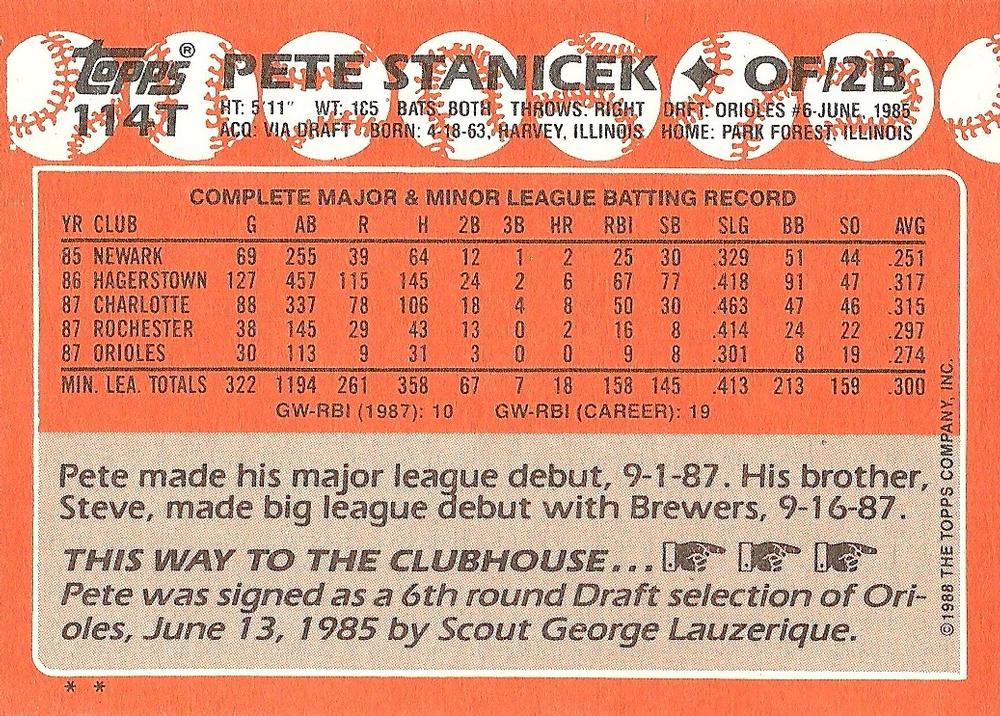 topps® PETE STANICEK ♦ OF/2B
114T HT: 5'11" WT: 1C5 BATS: BOTH THROWS: RIGHT DRFT: ORIOLES #6-JUNE, 1985
ACQ: VIA DRAFT BORN: 4-18-63, HARVEY, ILLINOIS HOME: PARK FOREST, ILLINOIS
COMPLETE MAJOR & MINOR LEAGUE BATTING RECORD
YR CLUB G AB R H 2B 3B HR RBI SB SLG BB SO AVG
85 NEWARK 69 255 39 64 12 1 2 25 30 .329 51 44 .251
86 HAGERSTOWN 127 457 115 145 24 2 6 67 77 .418 91 47 .317
87 CHARLOTTE 88 337 78 106 18 4 8 50 30 .463 47 46 .315
87 ROCHESTER 38 145 29 43 13 0 2 16 8 .414 24 22 .297
87 ORIOLES 30 113 9 31 3 0 0 9 8 .301 8 19 .274
MIN. LEA. TOTALS 322 1194 261 358 67 7 18 158 145 .413 213 159 .300
GW-RBI (1987): 10 GW-RBI (CAREER): 19
Pete made his major league debut, 9-1-87. His brother,
Steve, made big league debut with Brewers, 9-16-87.
THIS WAY TO THE CLUBHOUSE...
Pete was signed as a 6th round Draft selection of Ori-
oles, June 13, 1985 by Scout George Lauzerique.
©1988 THE TOPPS COMPANY, INC.
* *